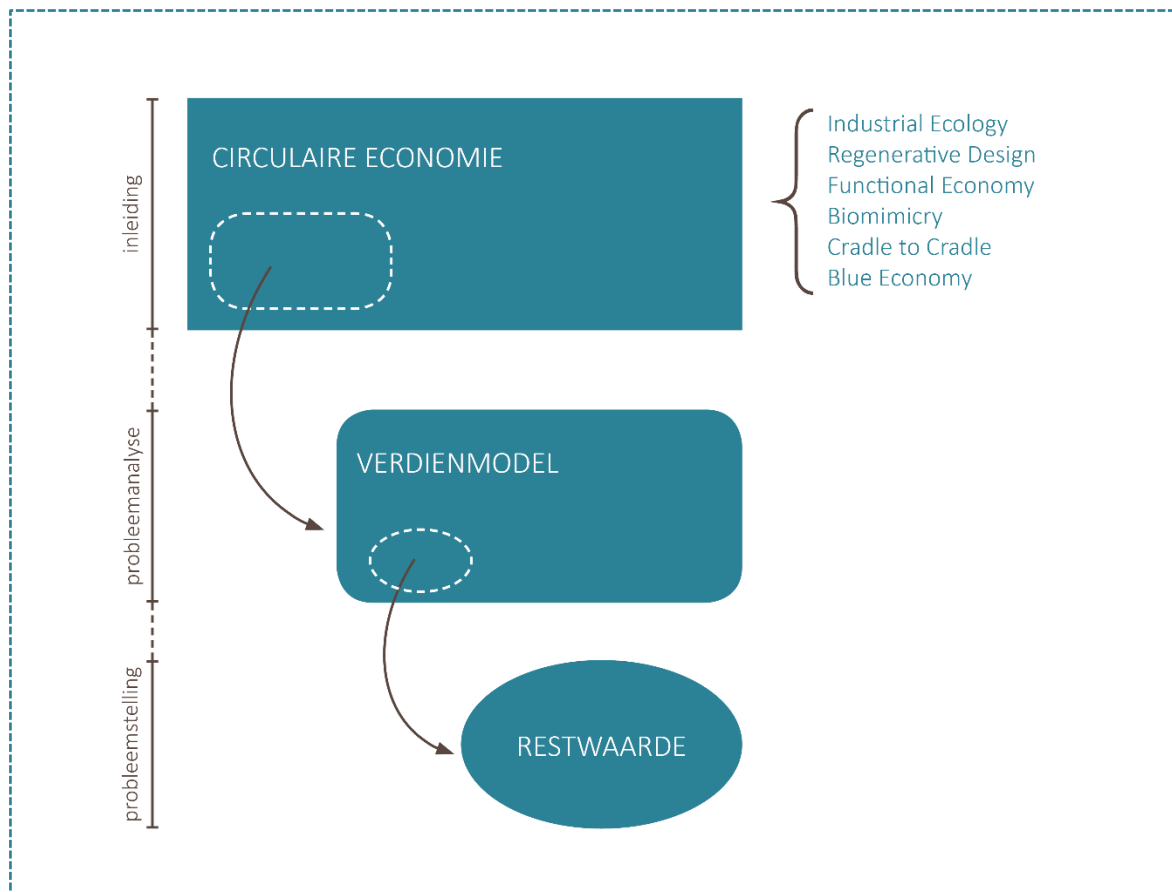 inleiding
CIRCULAIRE ECONOMIE
Industrial Ecology
Regenerative Design
Functional Economy
Biomimicry
Cradle to Cradle
Blue Economy
probleemanalyse
VERDIENMODEL
probleemstelling
RESTWAARDE